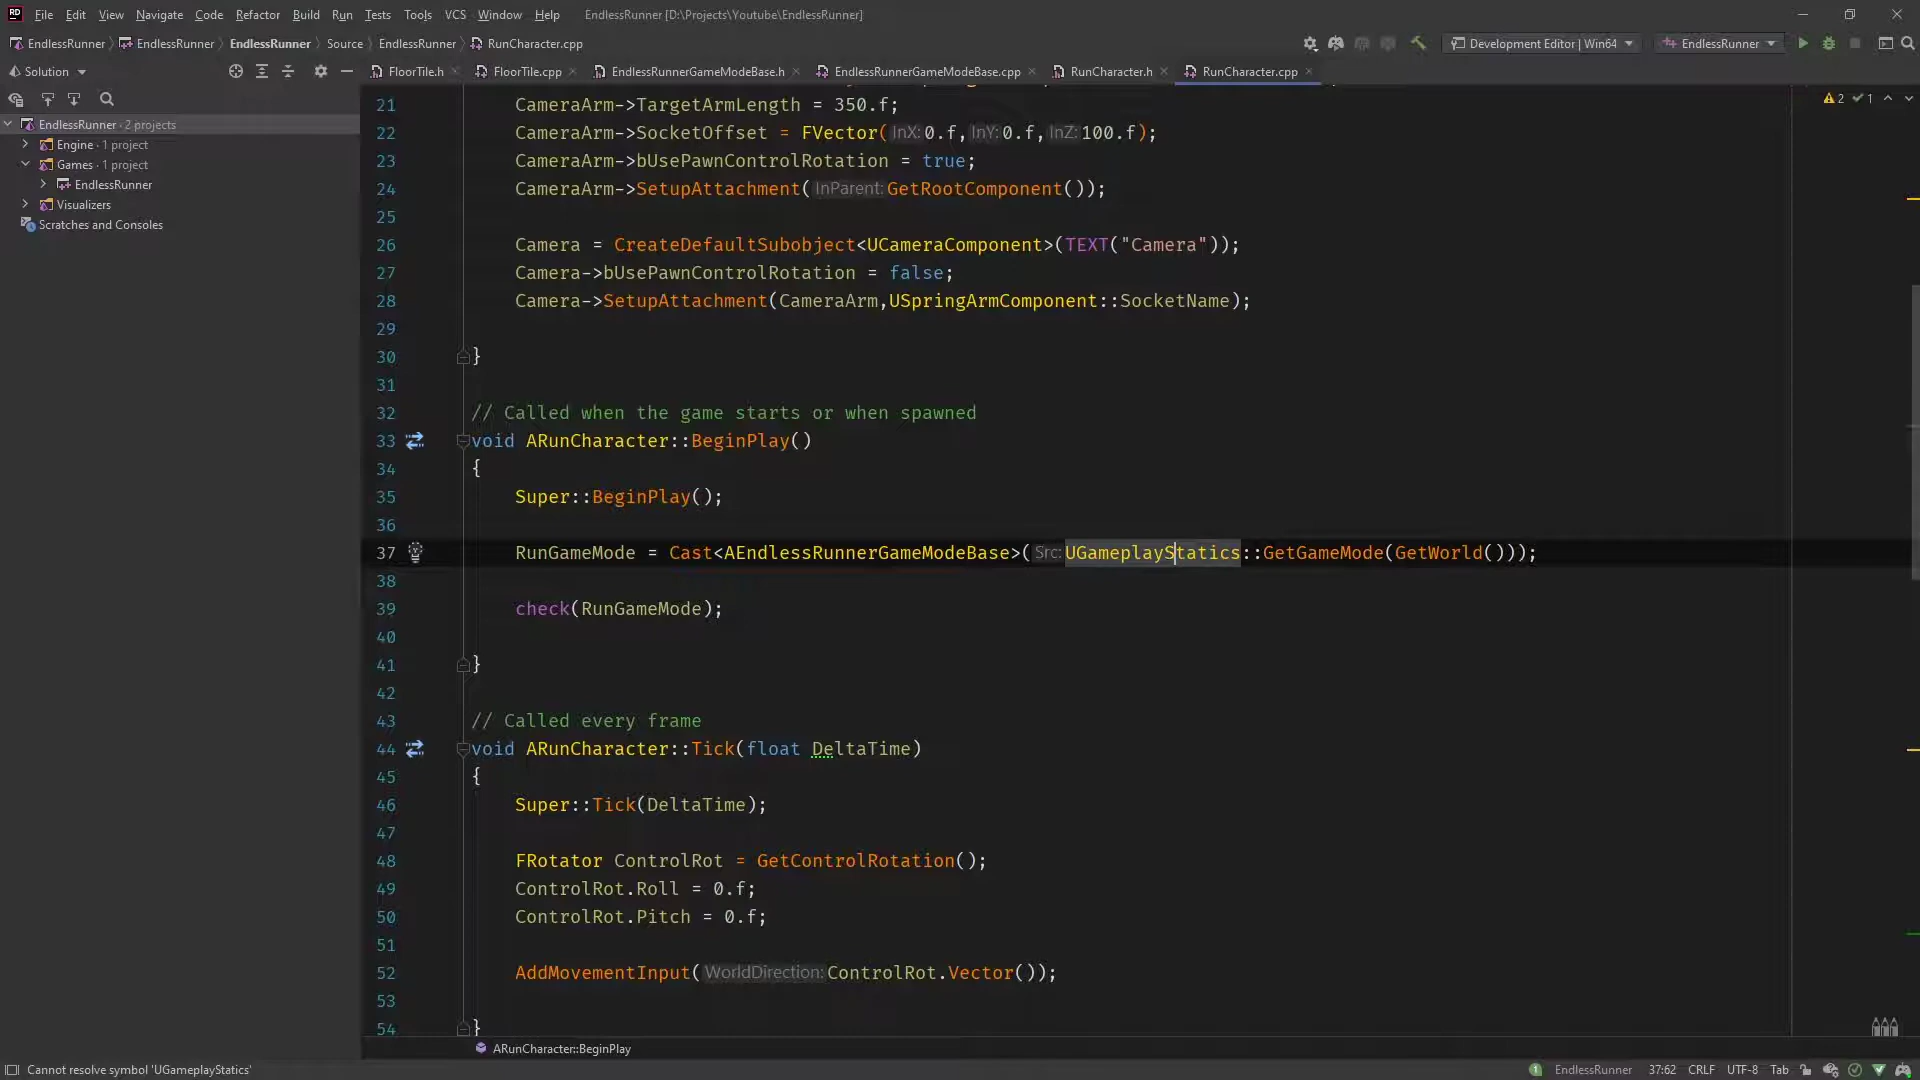 RD File Edit View Navigate Code Refactor Build Run Tests Tools VCS Window Help EndlessRunner [D:\Projects\Youtube\EndlessRunner]
EndlessRunner EndlessRunner EndlessRunner Source EndlessRunner RunCharacter.cpp Development Editor | Win64 EndlessRunner
Solution FloorTile.h FloorTile.cpp EndlessRunnerGameModeBase.h EndlessRunnerGameModeBase.cpp RunCharacter.h RunCharacter.cpp
2 1
EndlessRunner · 2 projects
Engine · 1 project
Games · 1 project
EndlessRunner
Visualizers
Scratches and Consoles
21 CameraArm->TargetArmLength = 350.f;
22 CameraArm->SocketOffset = FVector( InX: 0.f, InY: 0.f, InZ: 100.f);
23 CameraArm->bUsePawnControlRotation = true;
24 CameraArm->SetupAttachment( InParent: GetRootComponent());
25
26 Camera = CreateDefaultSubobject<UCameraComponent>(TEXT("Camera"));
27 Camera->bUsePawnControlRotation = false;
28 Camera->SetupAttachment(CameraArm,USpringArmComponent::SocketName);
29
30 }
31
32 // Called when the game starts or when spawned
33 void ARunCharacter::BeginPlay()
34 {
35 Super::BeginPlay();
36
37 RunGameMode = Cast<AEndlessRunnerGameModeBase>( Src: UGameplayStatics::GetGameMode(GetWorld()));
38
39 check(RunGameMode);
40
41 }
42
43 // Called every frame
44 void ARunCharacter::Tick(float DeltaTime)
45 {
46 Super::Tick(DeltaTime);
47
48 FRotator ControlRot = GetControlRotation();
49 ControlRot.Roll = 0.f;
50 ControlRot.Pitch = 0.f;
51
52 AddMovementInput( WorldDirection: ControlRot.Vector());
53
54 }
ARunCharacter::BeginPlay
Cannot resolve symbol 'UGameplayStatics' 1 EndlessRunner 37:62 CRLF UTF-8 Tab